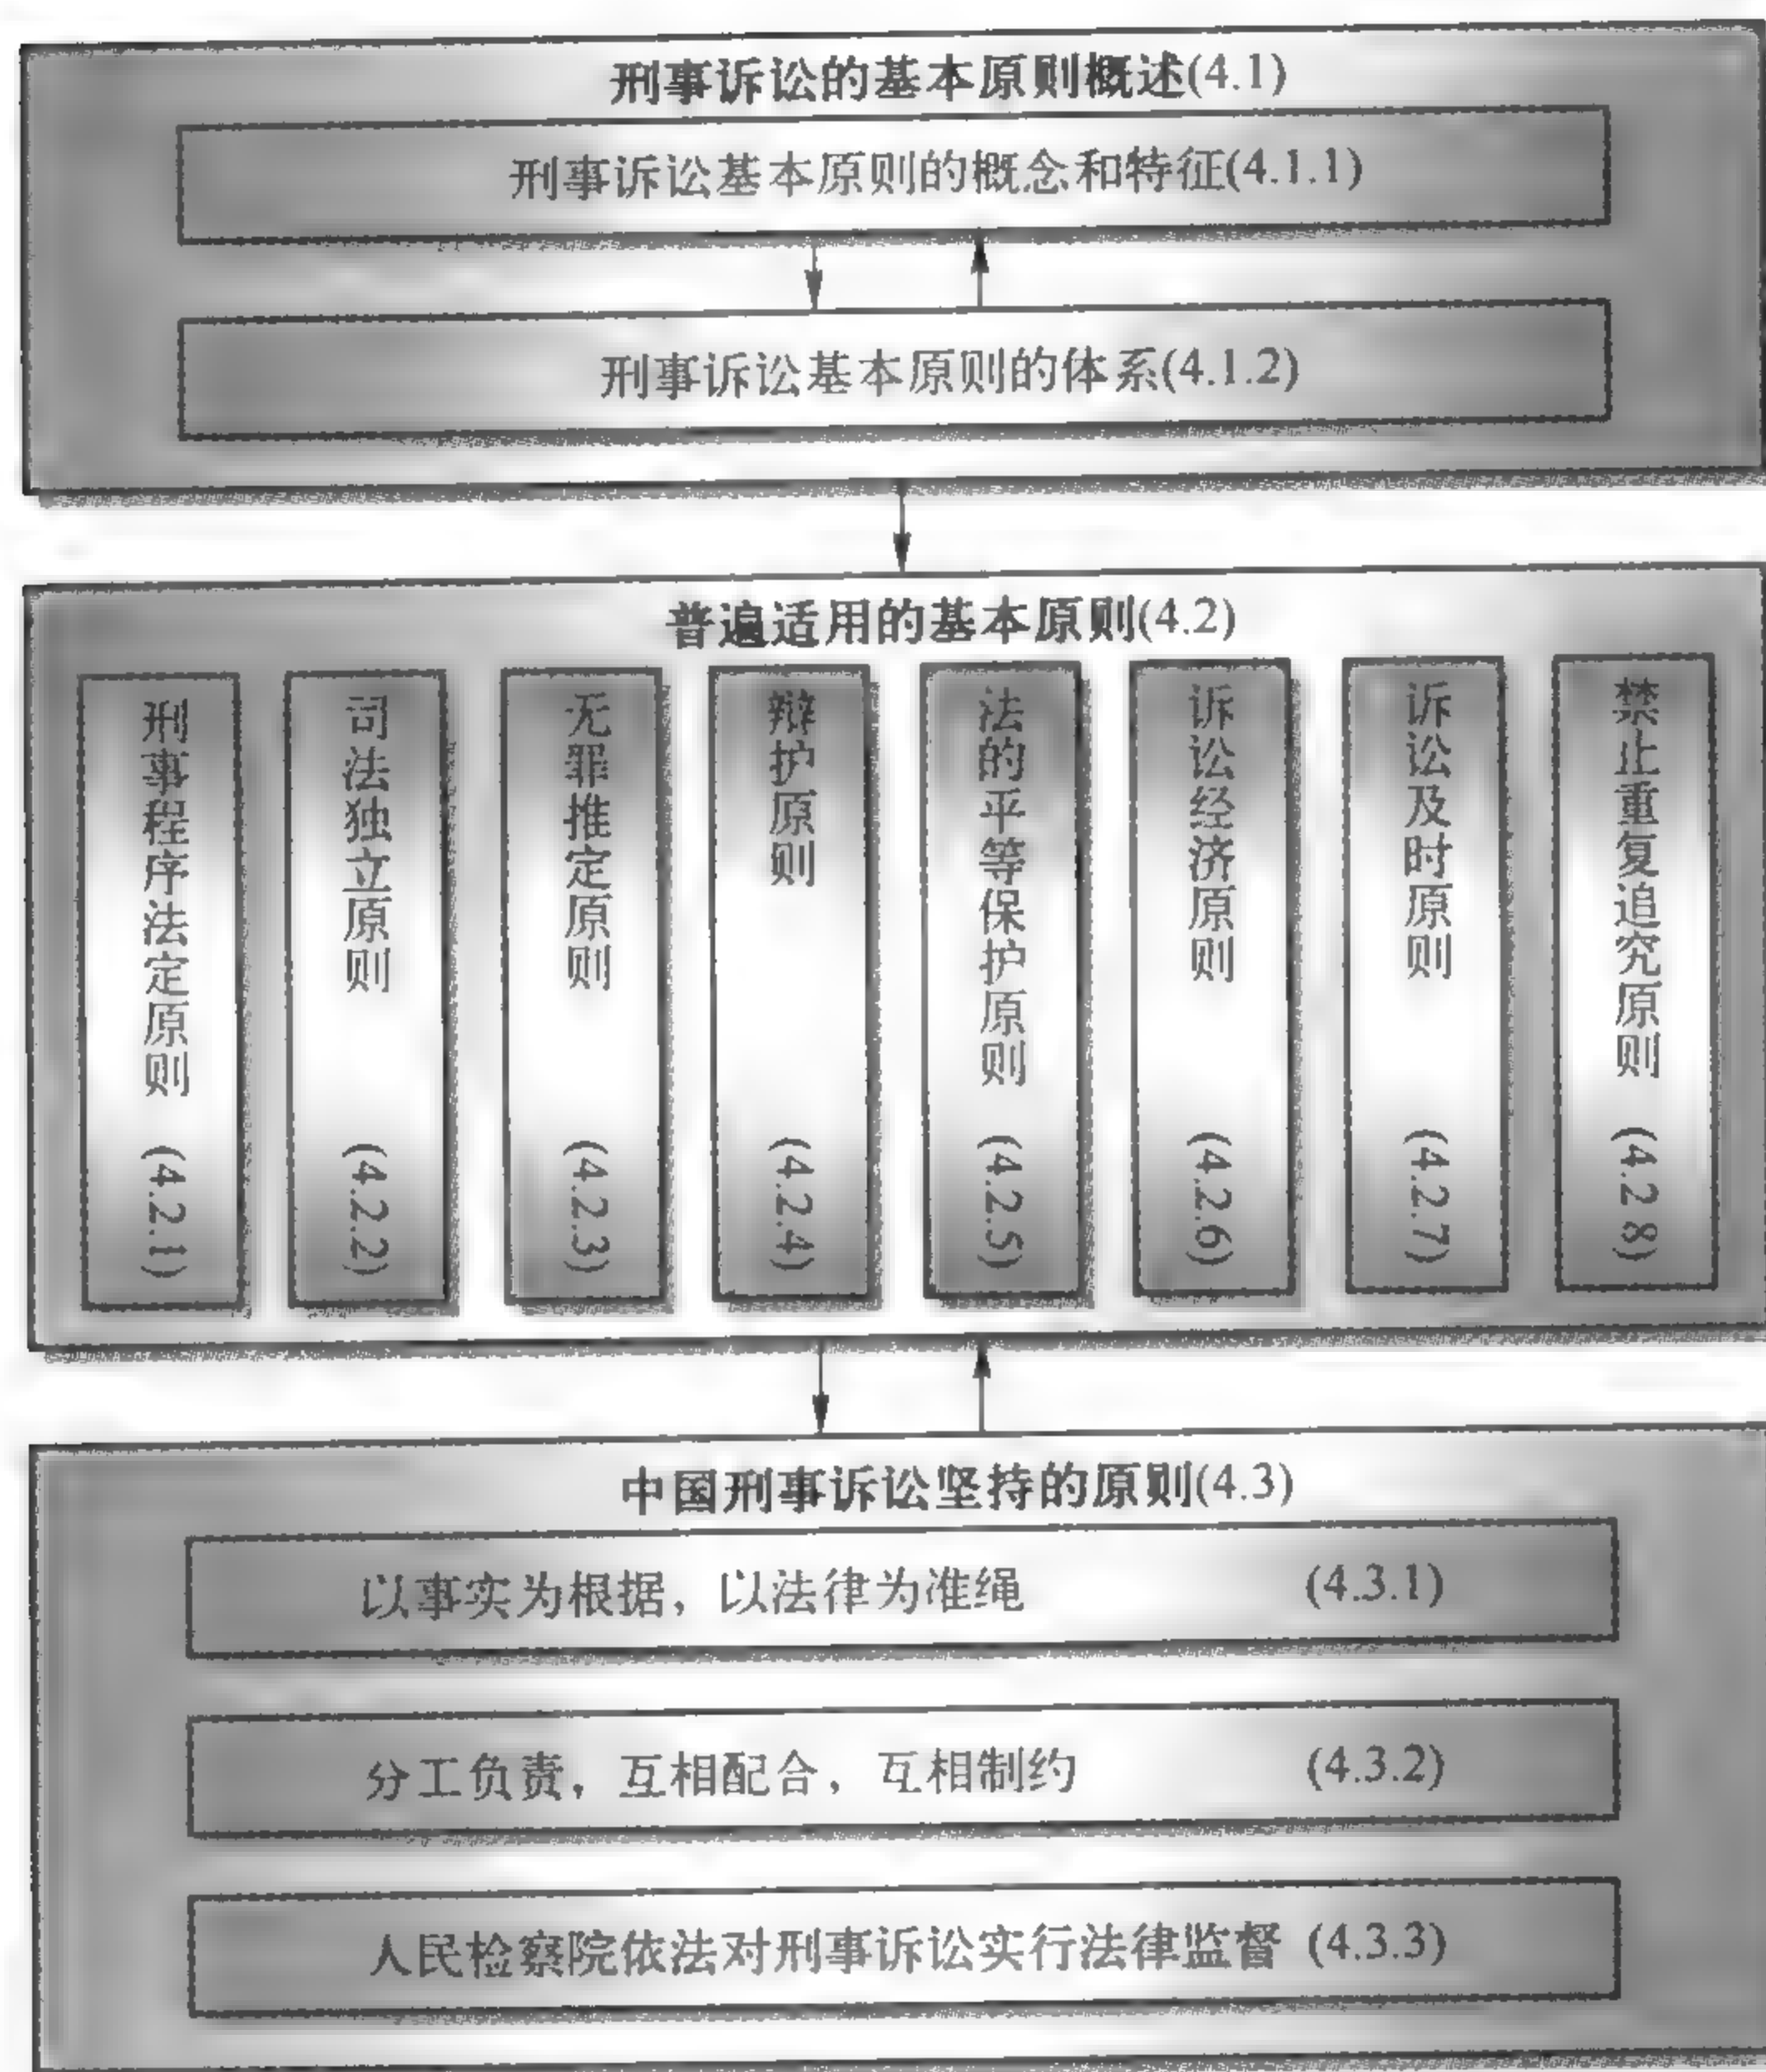 刑事诉讼的基本原则概述(4.1)
刑事诉讼基本原则的概念和特征(4.1.1)
刑事诉讼基本原则的体系(4.1.2)
普遍适用的基本原则(4.2)
刑事程序法定原则 (4.2.1)
司法独立原则 (4.2.2)
无罪推定原则 (4.2.3)
辩护原则 (4.2.4)
法的平等保护原则 (4.2.5)
诉讼经济原则 (4.2.6)
诉讼及时原则 (4.2.7)
禁止重复追究原则 (4.2.8)
中国刑事诉讼坚持的原则(4.3)
以事实为根据，以法律为准绳 (4.3.1)
分工负责，互相配合，互相制约 (4.3.2)
人民检察院依法对刑事诉讼实行法律监督 (4.3.3)